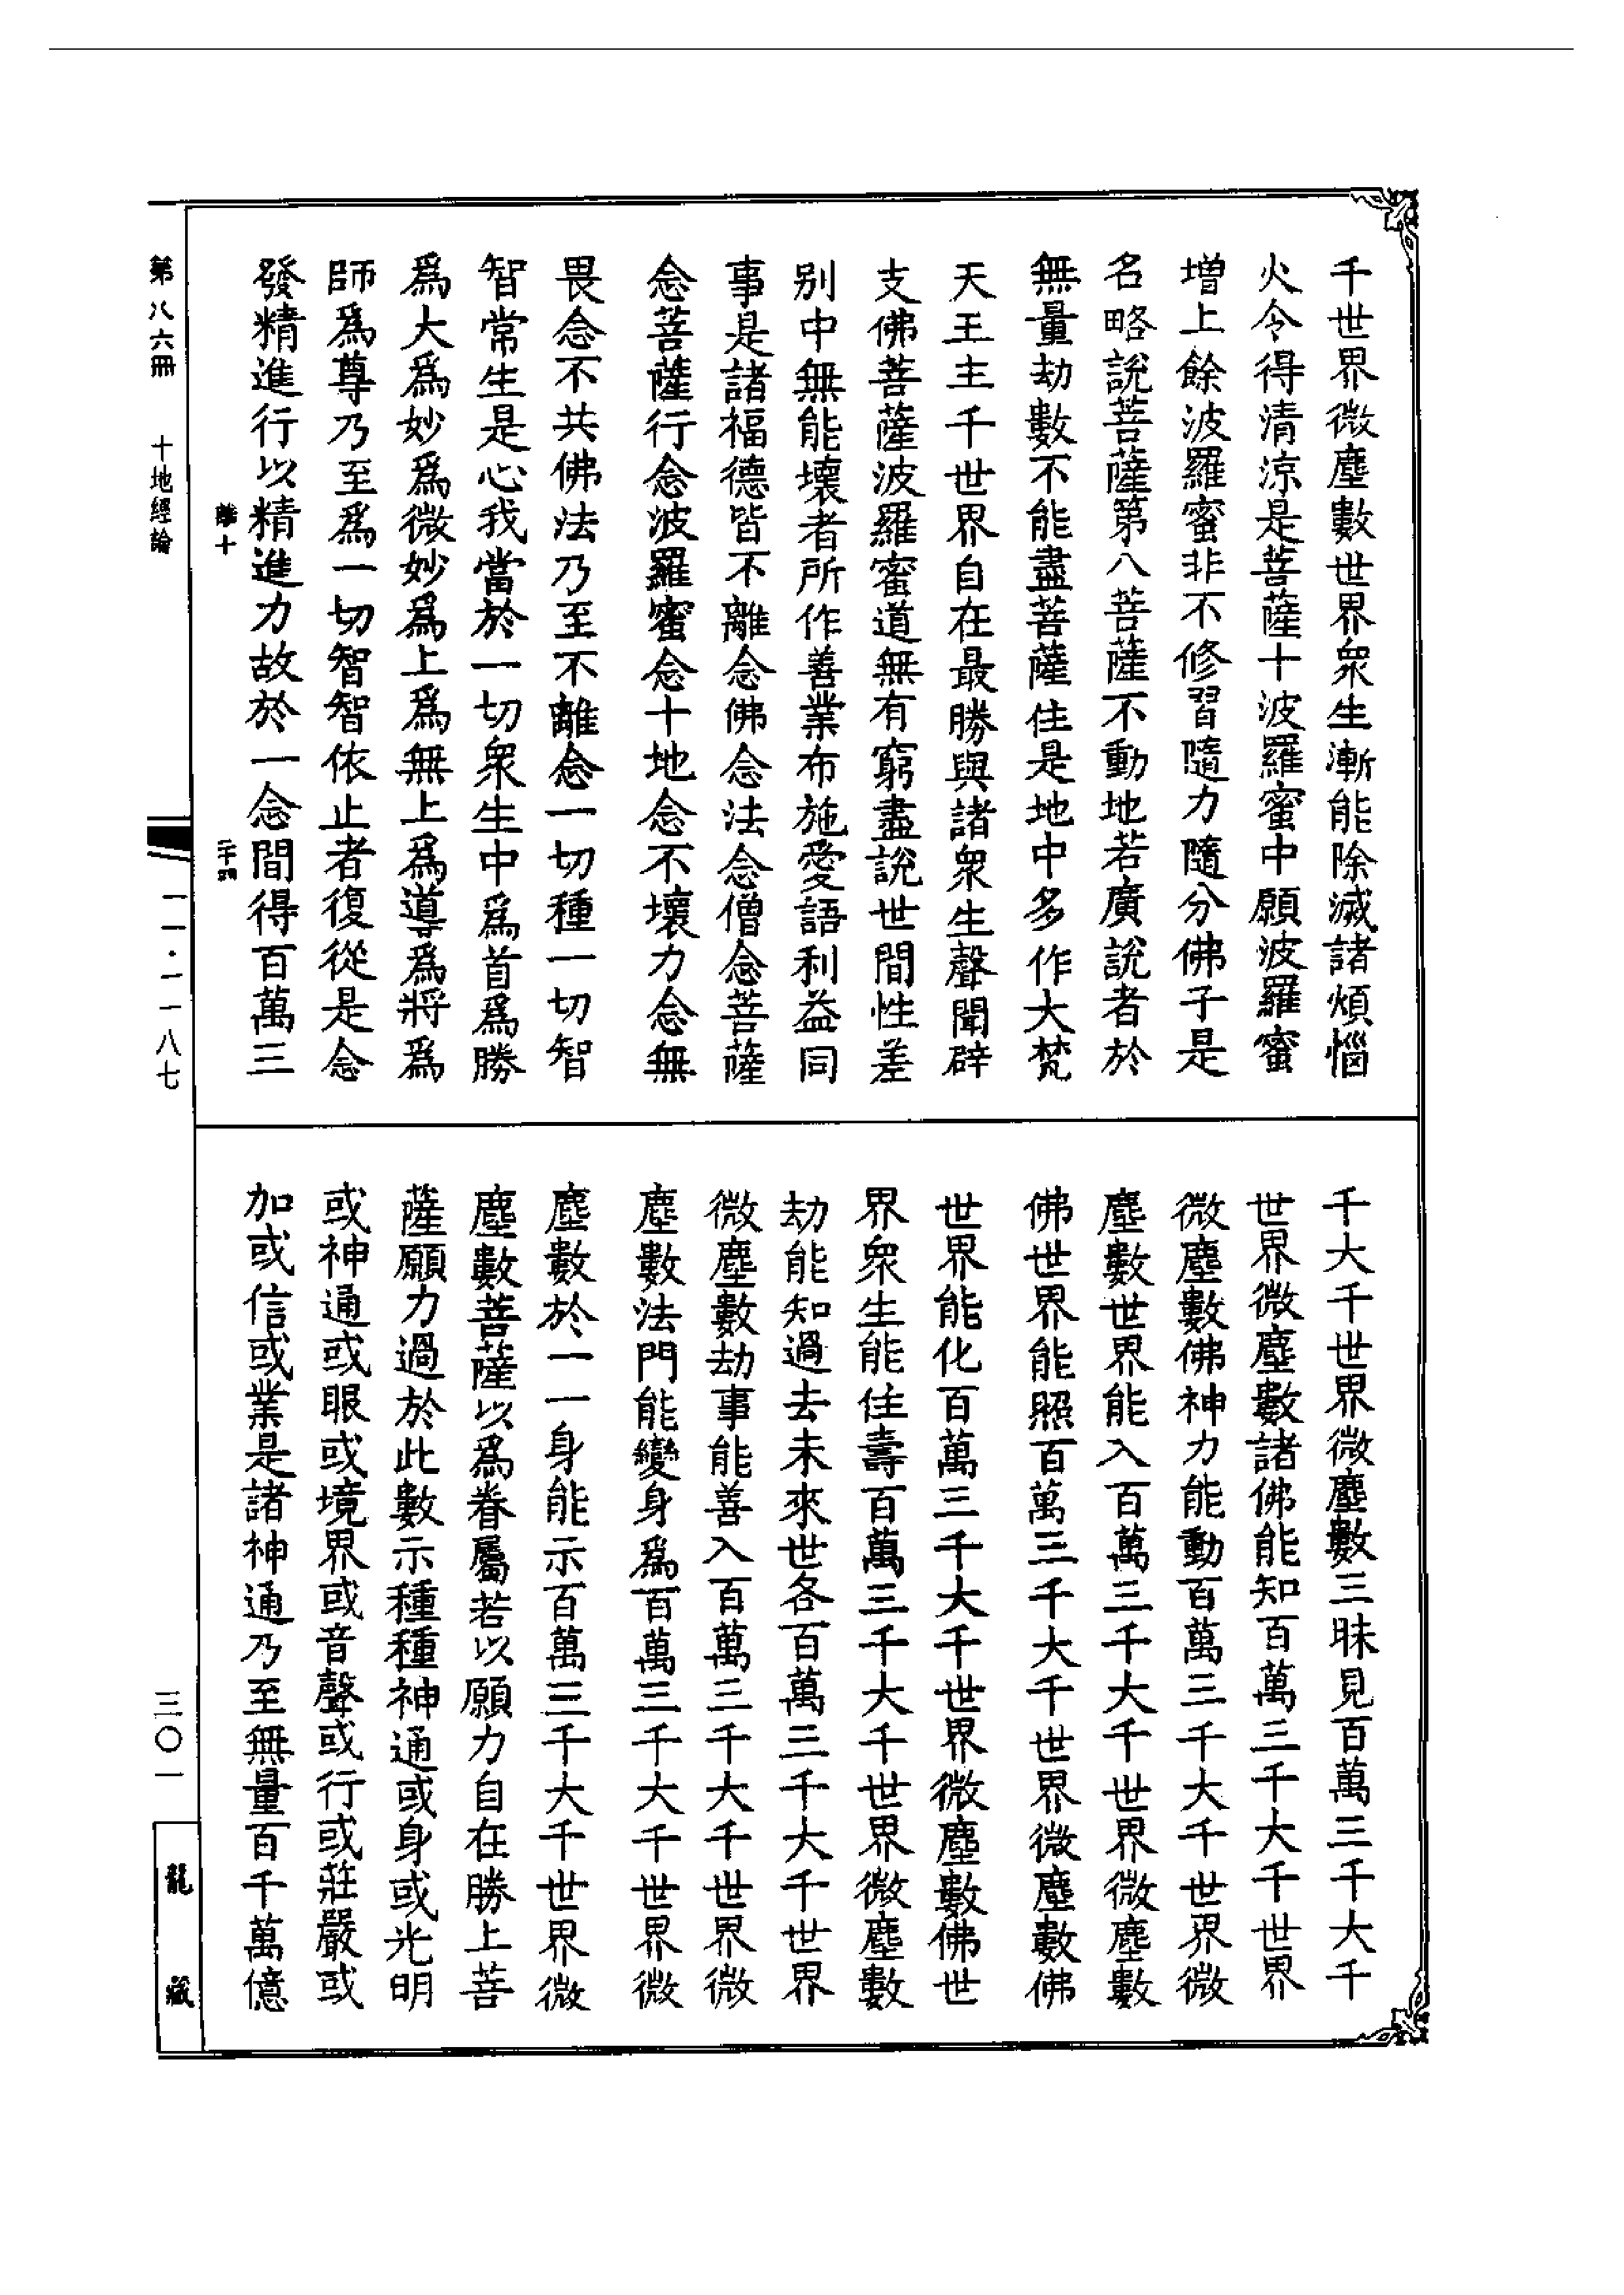 千世界微塵數世界衆生漸能除滅諸煩惱
火令得清涼是菩薩十波羅蜜中願波羅蜜
增上餘波羅蜜非不修習隨力隨分佛子是
名略說菩薩第八菩薩不動地若廣說者於
無量劫數不能盡菩薩住是地中多作大梵
天王主千世界自在最勝與諸衆生聲聞辟
支佛菩薩波羅蜜道無有窮盡說世間性差
别中無能壞者所作善業布施愛語利益同
事是諸福德皆不離念佛念法念僧念菩薩
念菩薩行念波羅蜜念十地念不壞力念無
畏念不共佛法乃至不離念一切種一切智
智常生是心我當於一切衆生中爲首爲勝
爲大爲妙爲微妙爲上爲無上爲導爲將爲
師爲尊乃至爲一切智智依止者復從是念
發精進行以精進力故於一念間得百萬三
離十
二十四
千大千世界微塵數三昧見百萬三千大千
世界微塵數諸佛能知百萬三千大千世界
微塵數佛神力能動百萬三千大千世界微
塵數世界能入百萬三千大千世界微塵數
佛世界能照百萬三千大千世界微塵數佛
世界能化百萬三千大千世界微塵數佛世
界衆生能住壽百萬三千大千世界微塵數
劫能知過去未來世各百萬三千大千世界
微塵數劫事能善入百萬三千大千世界微
塵數法門能變身爲百萬三千大千世界微
塵數於一一身能示百萬三千大千世界微
塵數菩薩以爲眷屬若以願力自在勝上菩
薩願力過於此數示種種神通或身或光明
或神通或眼或境界或音聲或行或莊嚴或
加或信或業是諸神通乃至無量百千萬億
第八六冊 十地經論
一一·一一八七
三〇一
龍藏